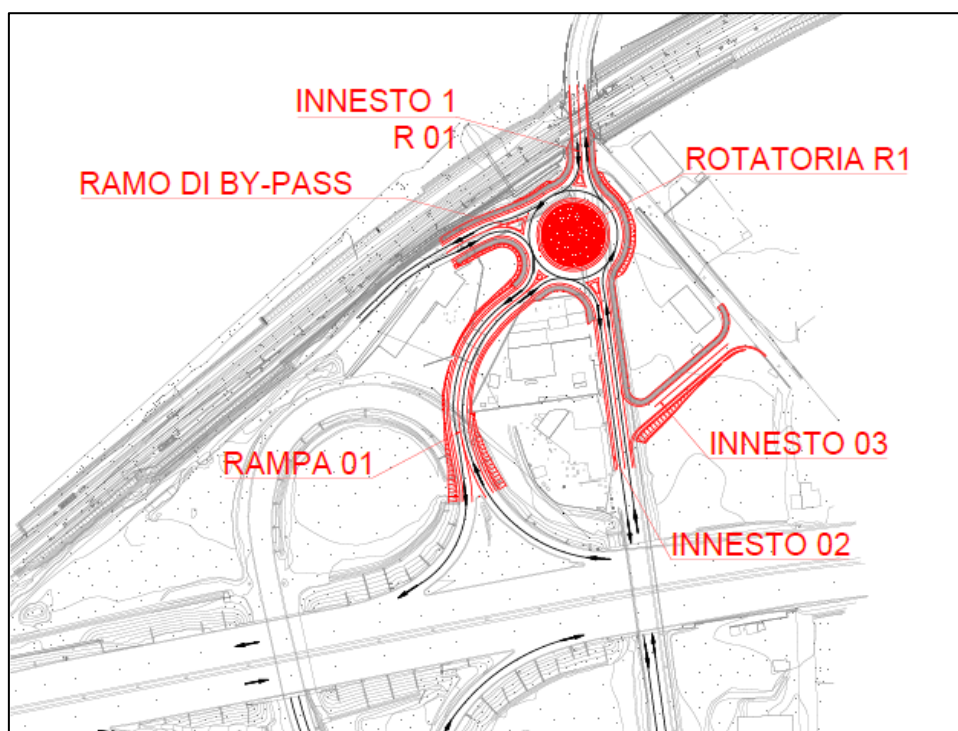 INNESTO 1
R 01
ROTATORIA R1
RAMO DI BY-PASS
INNESTO 03
RAMPA 01
INNESTO 02